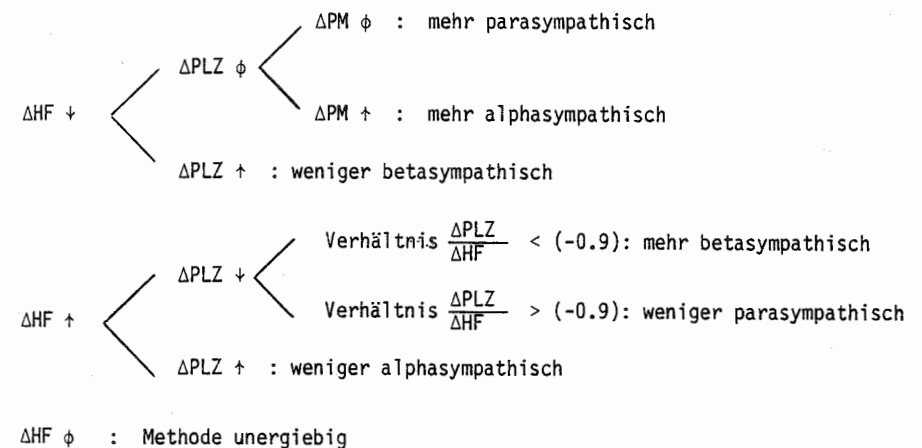 ΔPM ϕ : mehr parasympathisch
ΔPLZ ϕ
ΔHF ↓
ΔPM ↑ : mehr alphasympathisch
ΔPLZ ↑ : weniger betasympathisch
Verhältnis ΔPLZ/ΔHF < (-0.9): mehr betasympathisch
ΔPLZ ↓
ΔHF ↑
Verhältnis ΔPLZ/ΔHF > (-0.9): weniger parasympathisch
ΔPLZ ↑ : weniger alphasympathisch
ΔHF ϕ : Methode unergiebig